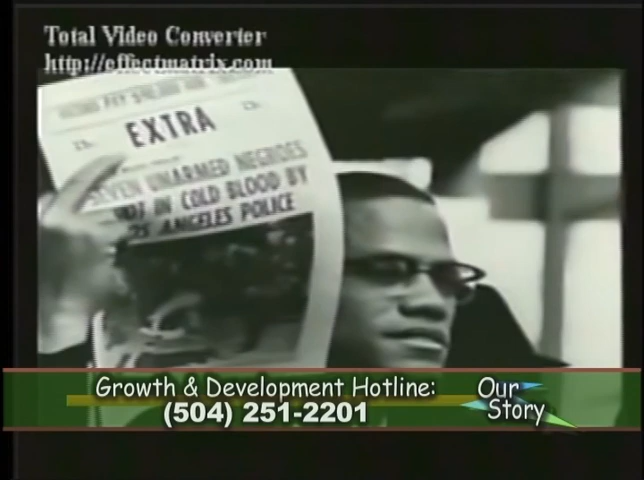 Total Video Converter
http://effectmatrix.com
EXTRA
SEVEN UNARMED NEGROES
IN COLD BLOOD BY
ANGELES POLICE
Growth & Development Hotline:
(504) 251-2201
Our
Story